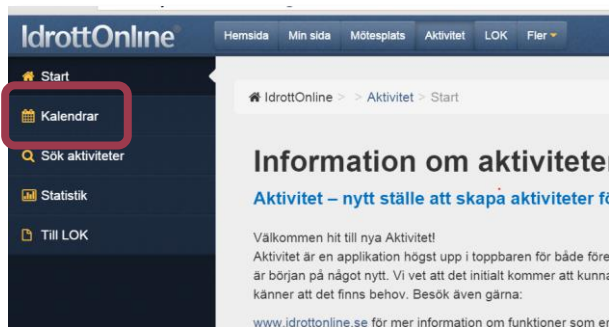 IdrottOnline
Hemsida Min sida Mötesplats Aktivitet LOK Fler
Start
Kalendrar
Sök aktiviteter
Statistik
Till LOK
IdrottOnline > > Aktivitet > Start
Information om aktiviteter
Aktivitet – nytt ställe att skapa aktiviteter
Välkommen hit till nya Aktivitet!
Aktivitet är en applikation högst upp i toppbaren för både
är början på något nytt. Vi vet att det initialt kommer att kunna
känner att det finns behov. Besök även gärna:
www.idrottonline.se för mer information om funktioner som